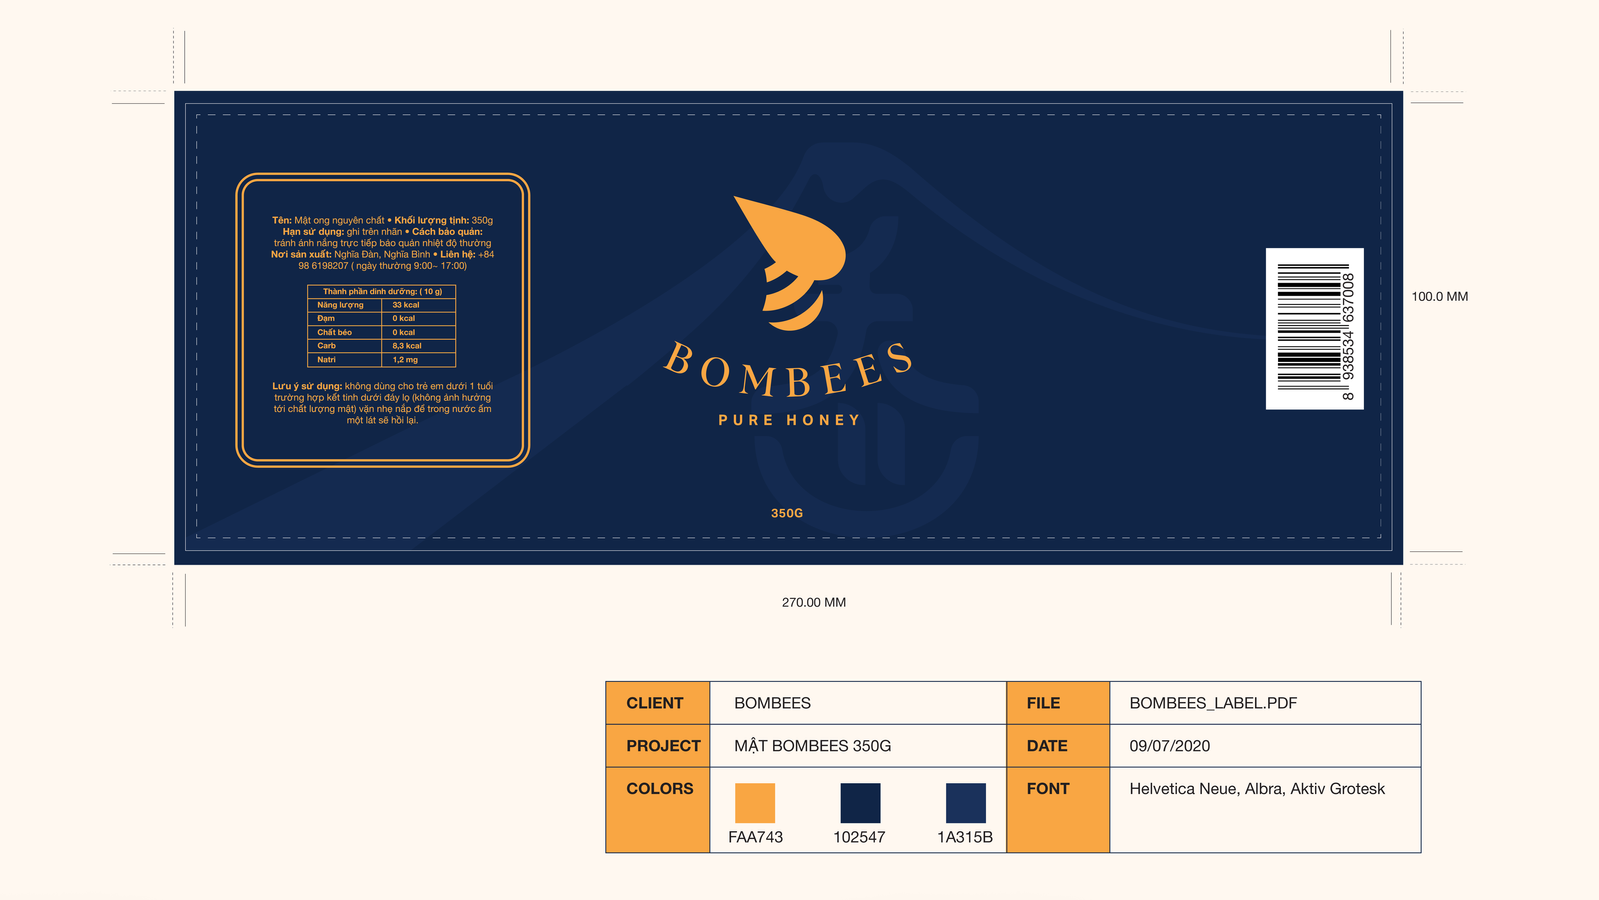 Tên: Mật ong nguyên chất • Khối lượng tịnh: 350g
Hạn sử dụng: ghi trên nhãn • Cách bảo quản:
tránh ánh nắng trực tiếp bảo quản nhiệt độ thường
Nơi sản xuất: Nghĩa Đàn, Nghĩa Bình • Liên hệ: +84
98 6198207 ( ngày thường 9:00~ 17:00)
Thành phần dinh dưỡng: ( 10 g)
Năng lượng 33 kcal
Đạm 0 kcal
Chất béo 0 kcal
Carb 8,3 kcal
Natri 1,2 mg
Lưu ý sử dụng: không dùng cho trẻ em dưới 1 tuổi
trường hợp kết tinh dưới đáy lọ (không ảnh hưởng
tới chất lượng mật) vặn nhẹ nắp để trong nước ấm
một lát sẽ hồi lại.
BOMBEES
PURE HONEY
350G
8 938534 637008
100.0 MM
270.00 MM
CLIENT BOMBEES FILE BOMBEES_LABEL.PDF
PROJECT MẬT BOMBEES 350G DATE 09/07/2020
COLORS FONT Helvetica Neue, Albra, Aktiv Grotesk
FAA743 102547 1A315B